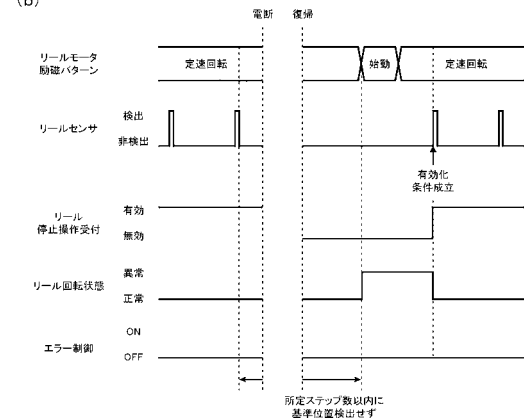 (b)
電断 復帰
リールモータ
励磁パターン
定速回転 始動 定速回転
リールセンサ
検出
非検出
有効化
条件成立
リール
停止操作受付
有効
無効
リール回転状態
異常
正常
エラー制御
ON
OFF
所定ステップ数以内に
基準位置検出せず